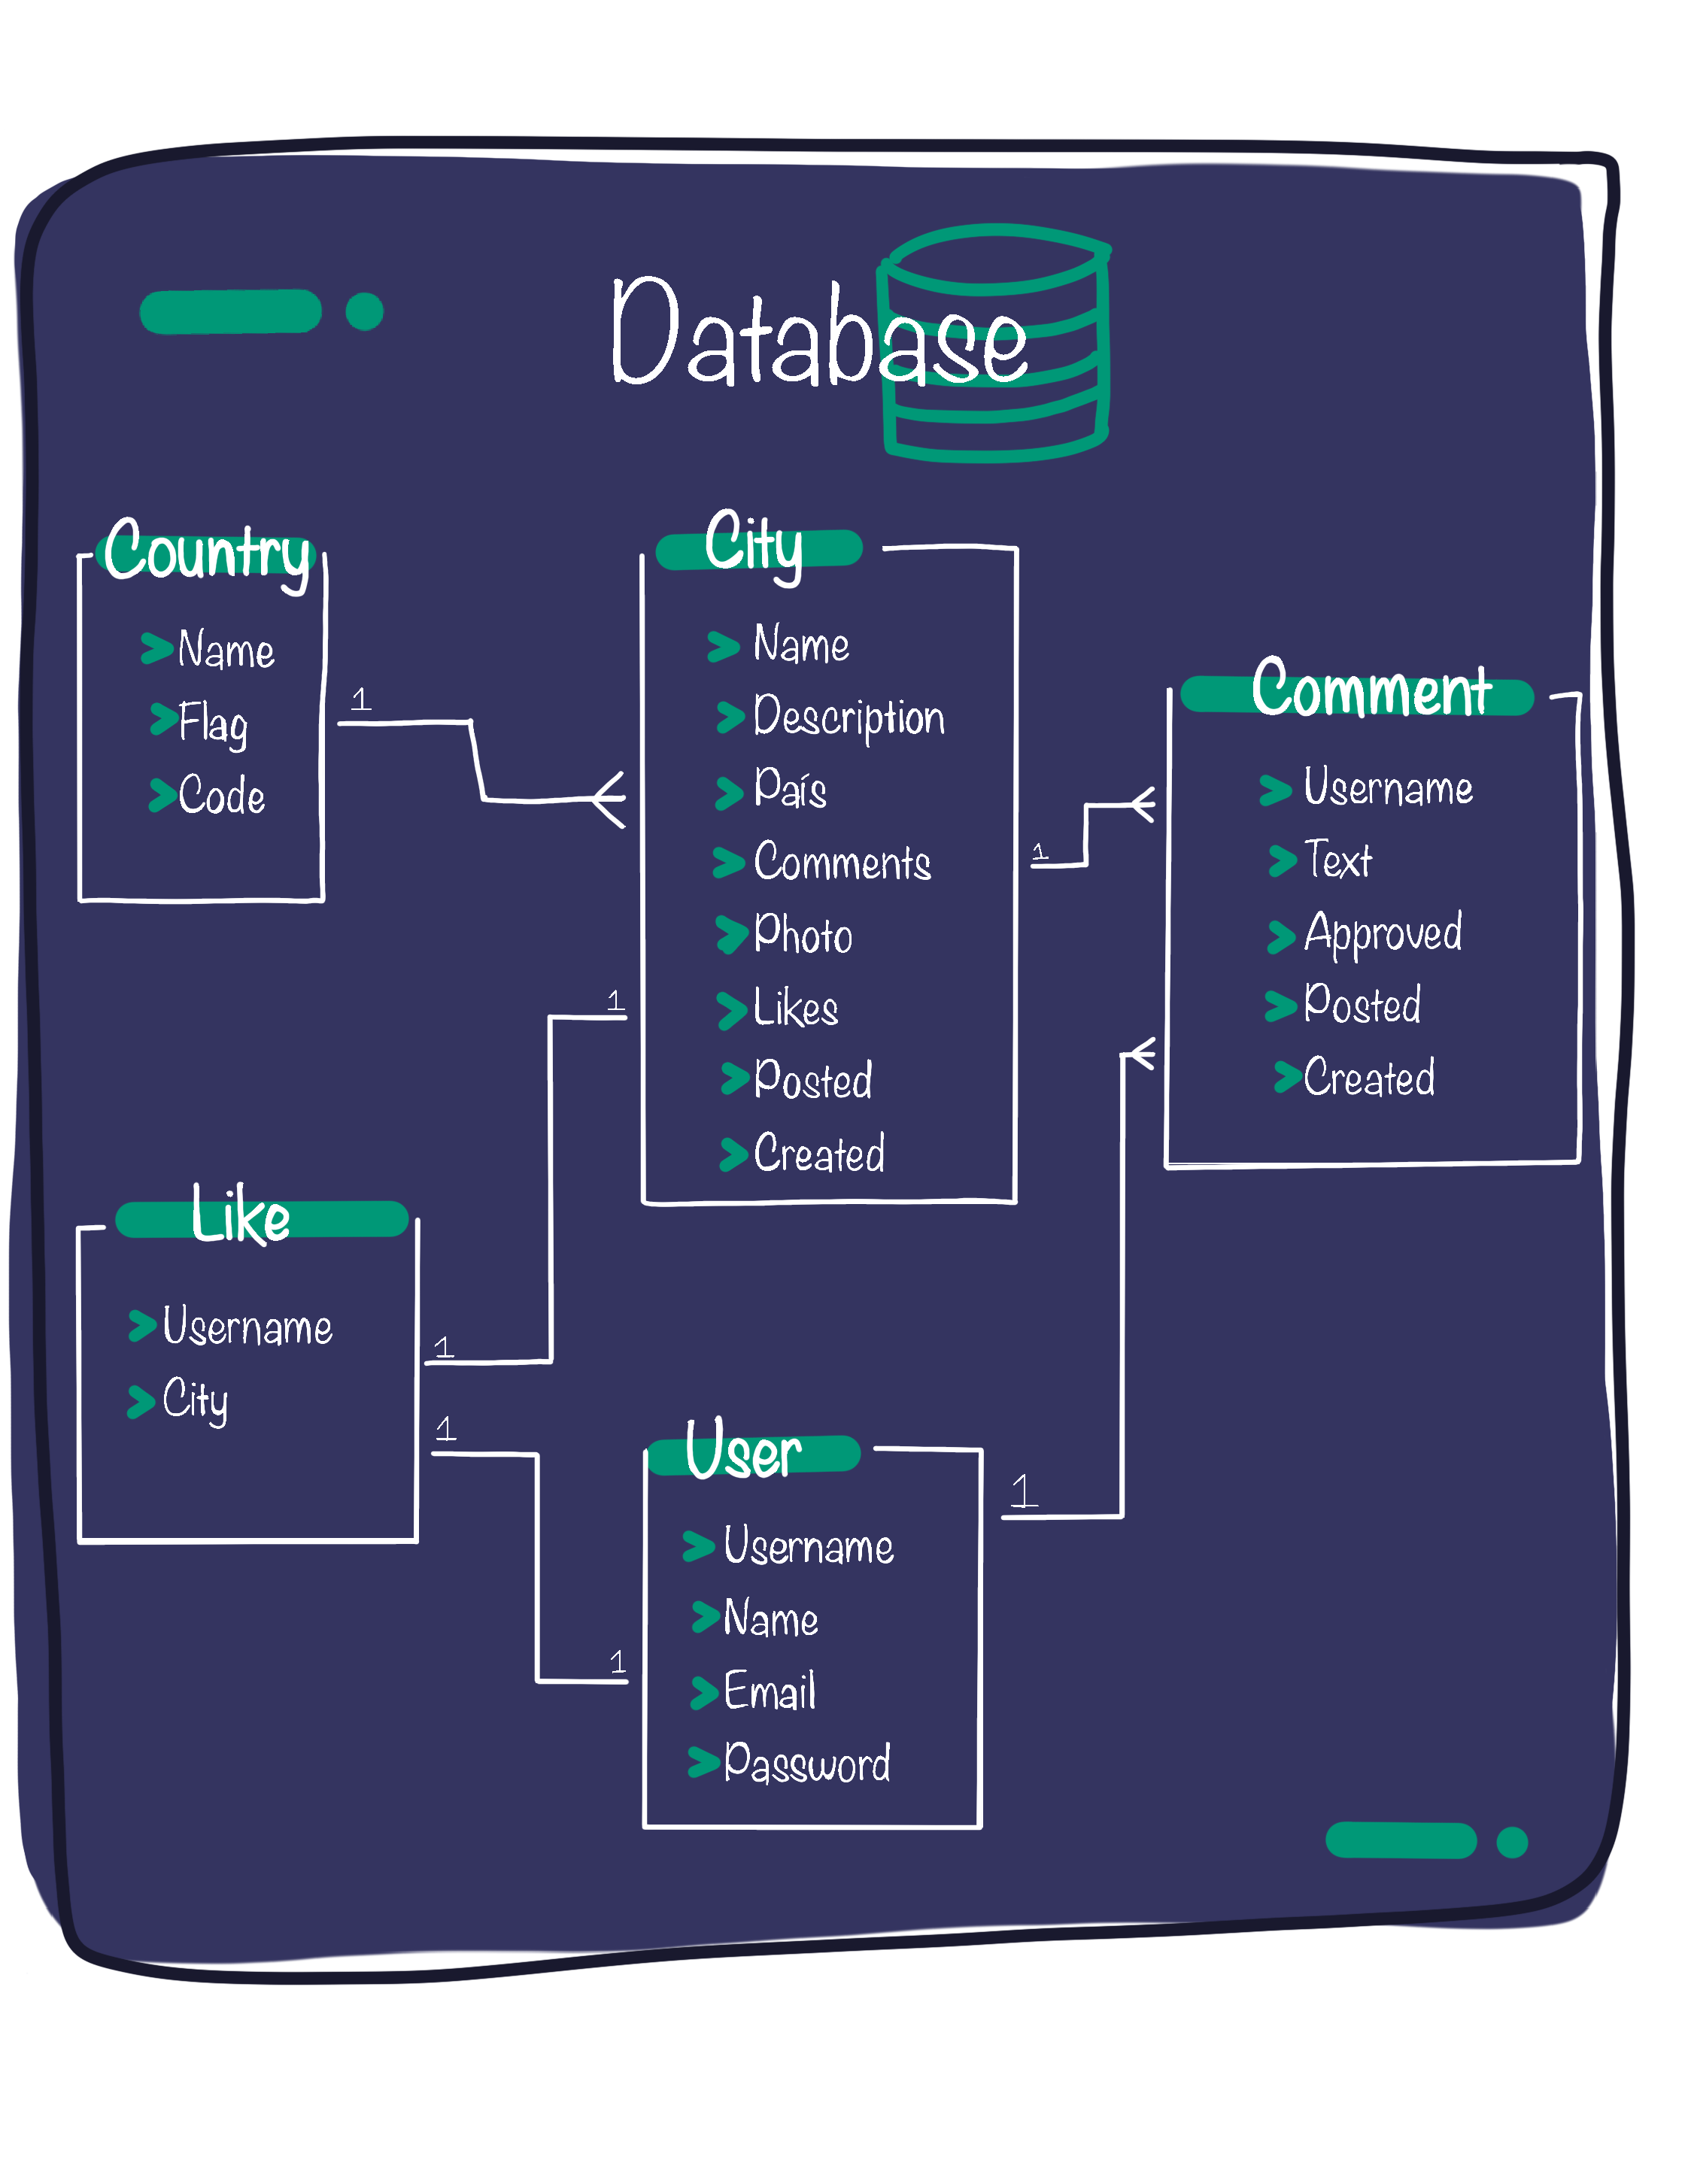 Database
Country
Name
Flag
Code
1
City
Name
Description
País
Comments
Photo
Likes
Posted
Created
1
1
Comment
Username
Text
Approved
Posted
Created
Like
Username
City
1
1
User
Username
Name
Email
Password
1
1